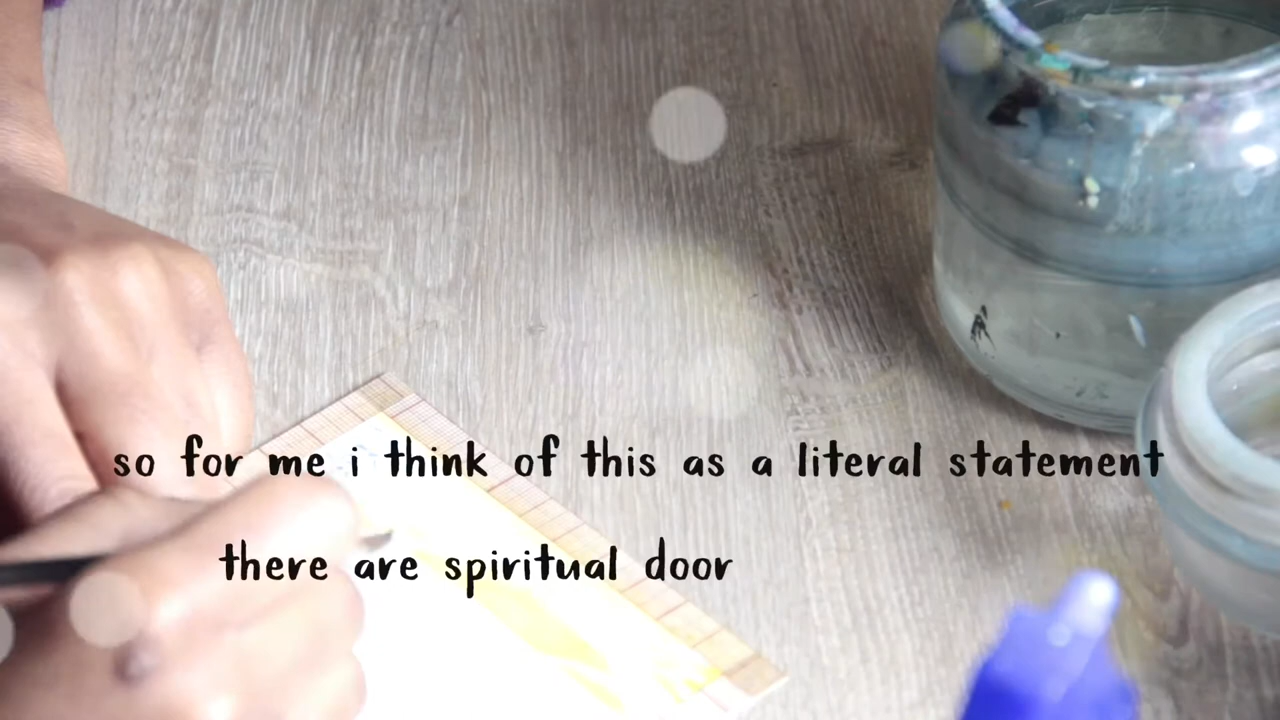 so for me i think of this as a literal statement
there are spiritual door